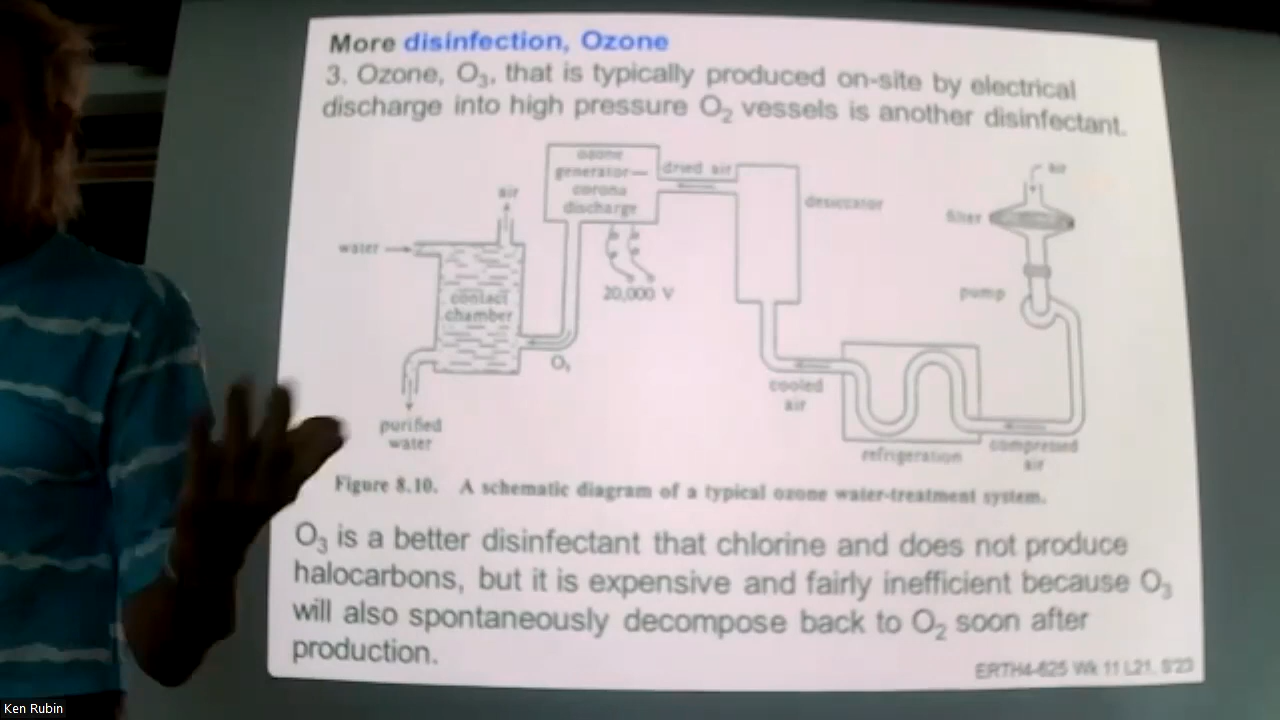 More disinfection, Ozone
3. Ozone, O₃, that is typically produced on-site by electrical
discharge into high pressure O₂ vessels is another disinfectant.
ozone
generator—
corona
discharge
dried air
air
air
desiccator
filter
water
contact
chamber
20,000 V
pump
O₃
cooled
air
purified
water
refrigeration
compressed
air
Figure 8.10. A schematic diagram of a typical ozone water-treatment system.
O₃ is a better disinfectant that chlorine and does not produce
halocarbons, but it is expensive and fairly inefficient because O₃
will also spontaneously decompose back to O₂ soon after
production.
ERTH4-625 Wk 11 L21, S'23
Ken Rubin